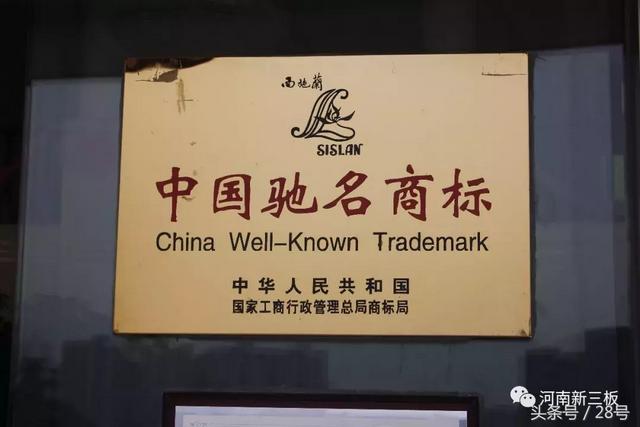 西施蘭
SISLAN
中国驰名商标
China Well-Known Trademark
中华人民共和国
国家工商行政管理总局商标局
河南新三板
头条号 / 28号